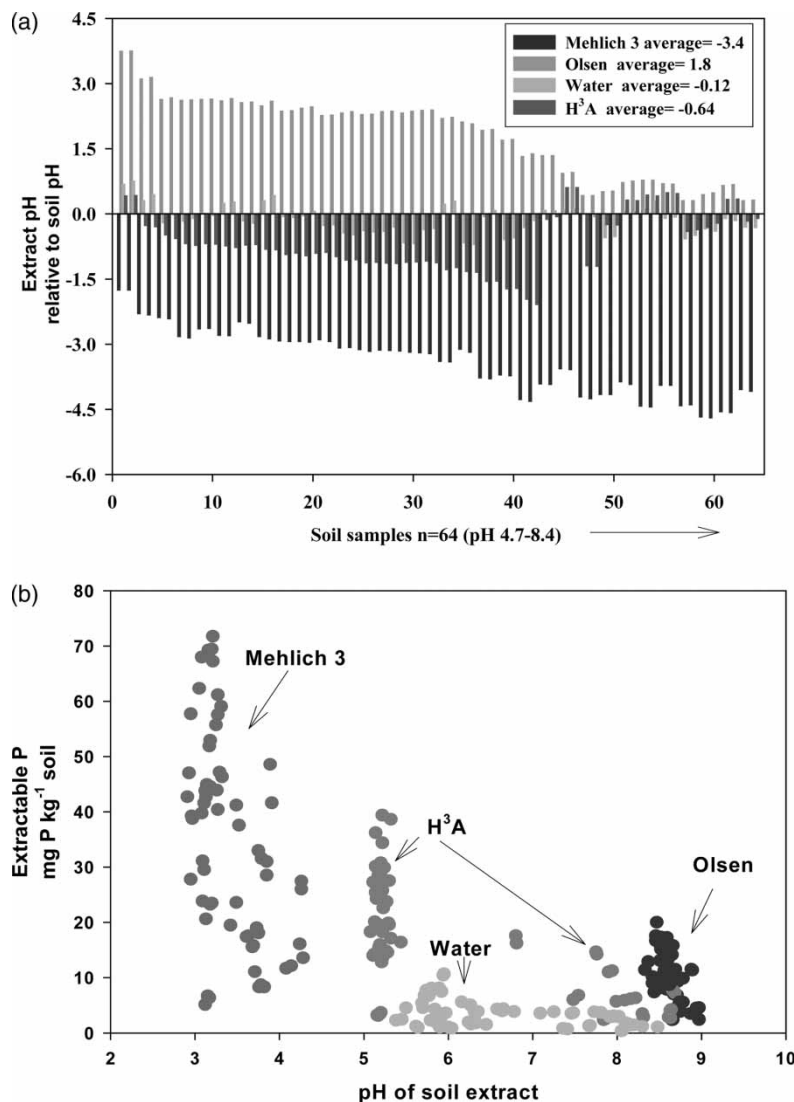 (a)
4.5
3.0
1.5
0.0
-1.5
-3.0
-4.5
-6.0
Extract pH
relative to soil pH
Mehlich 3 average= -3.4
Olsen average= 1.8
Water average= -0.12
H³A average= -0.64
0 10 20 30 40 50 60
Soil samples n=64 (pH 4.7-8.4)
(b)
80
70
60
50
40
30
20
10
0
Extractable P
mg P kg⁻¹ soil
Mehlich 3
H³A
Olsen
Water
2 3 4 5 6 7 8 9 10
pH of soil extract